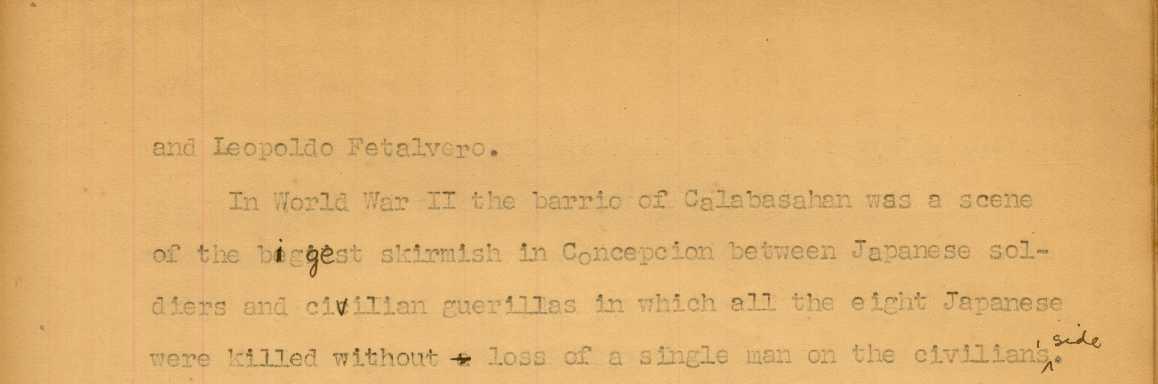 and Leopoldo Fetalvero.
In World War II the barrio of Calabasahan was a scene
of the biggest skirmish in Concepcion between Japanese sol-
diers and civilian guerillas in which all the eight Japanese
were killed without a loss of a single man on the civilian's side.